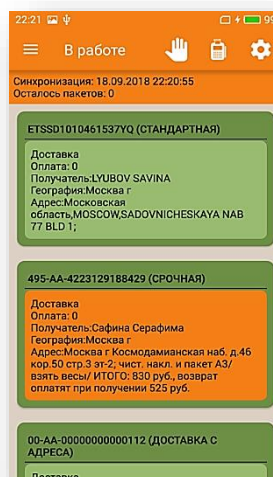 22:21
99
В работе
Синхронизация: 18.09.2018 22:20:55
Осталось пакетов: 0
ETSSD1010461537YQ (СТАНДАРТНАЯ)
Доставка
Оплата: 0
Получатель:LYUBOV SAVINA
География:Москва г
Адрес:Московская
область,MOSCOW,SADOVNICHESKAYA NAB
77 BLD 1;
495-AA-4223129188429 (СРОЧНАЯ)
Доставка
Оплата: 0
Получатель:Сафина Серафима
География:Москва г
Адрес:Москва г Космодамианская наб. д.46
кор.50 стр.3 эт-2; чист. накл. и пакет А3/
взять весы/ ИТОГО: 830 руб., возврат
оплатят при получении 525 руб.
00-AA-00000000000112 (ДОСТАВКА С
АДРЕСА)
Доставка